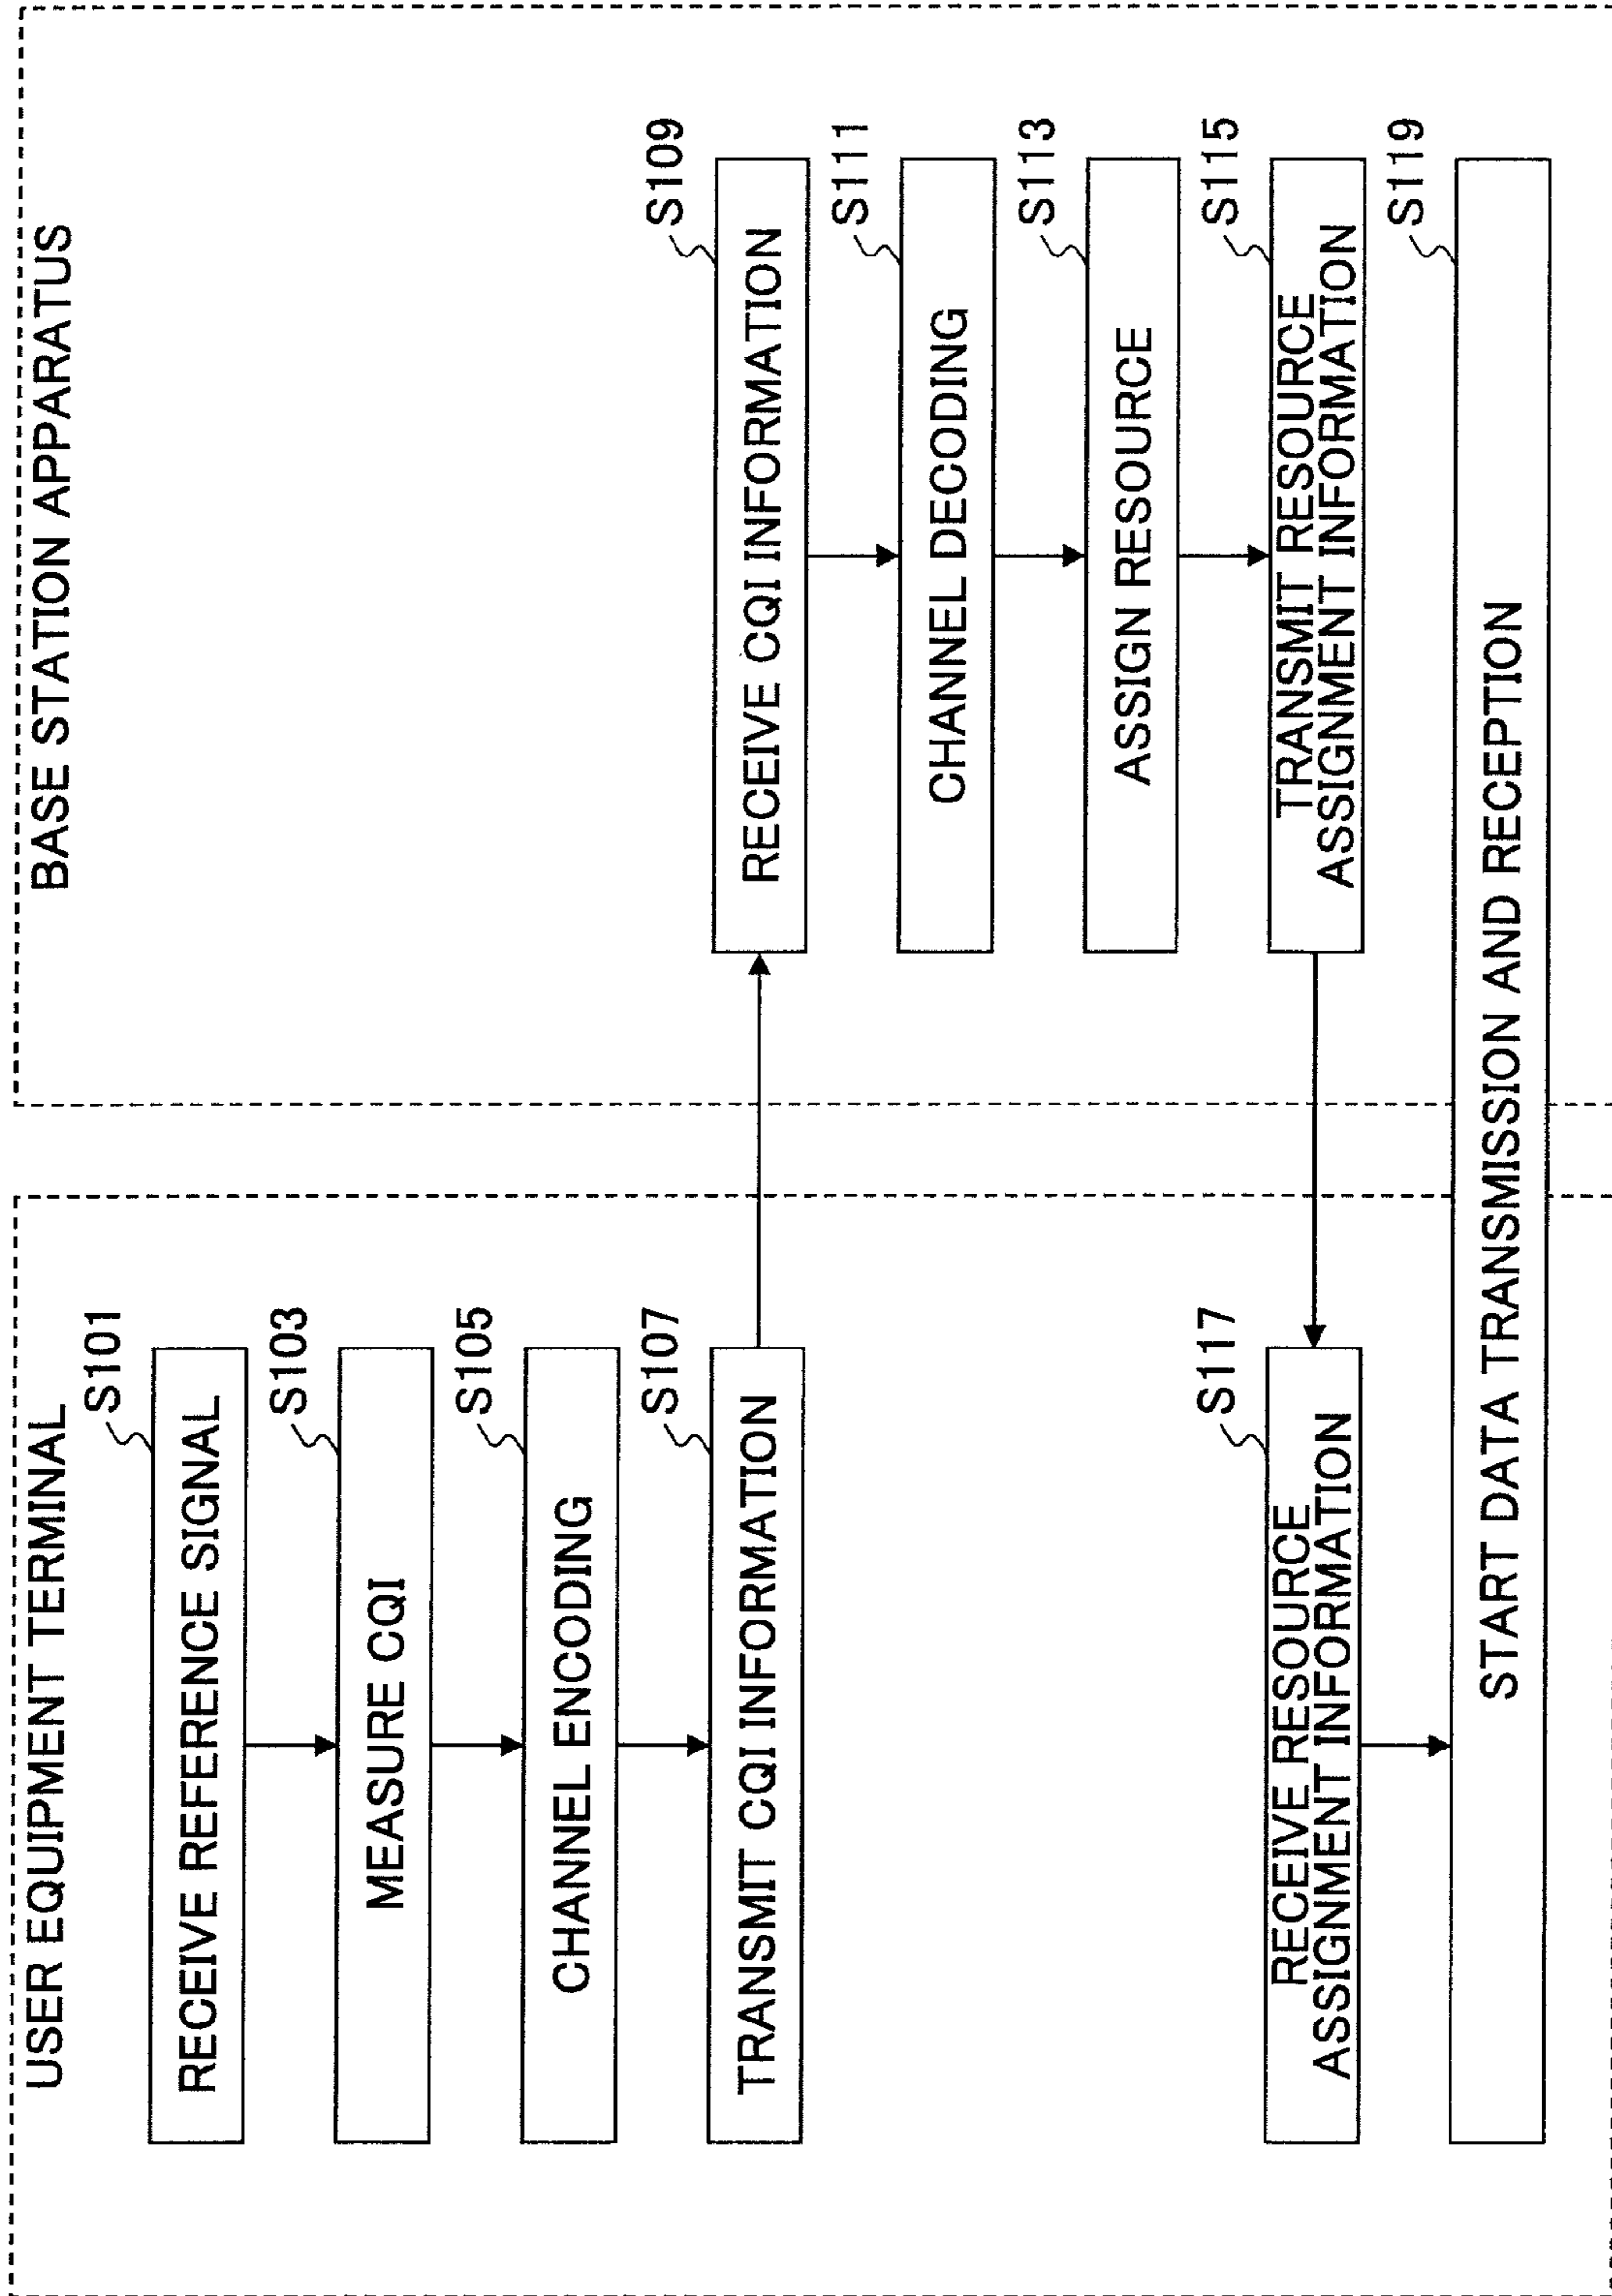 USER EQUIPMENT TERMINAL
S101
RECEIVE REFERENCE SIGNAL
S103
MEASURE CQI
S105
CHANNEL ENCODING
S107
TRANSMIT CQI INFORMATION
BASE STATION APPARATUS
S109
RECEIVE CQI INFORMATION
S111
CHANNEL DECODING
S113
ASSIGN RESOURCE
S115
TRANSMIT RESOURCE
ASSIGNMENT INFORMATION
S117
RECEIVE RESOURCE
ASSIGNMENT INFORMATION
S119
START DATA TRANSMISSION AND RECEPTION